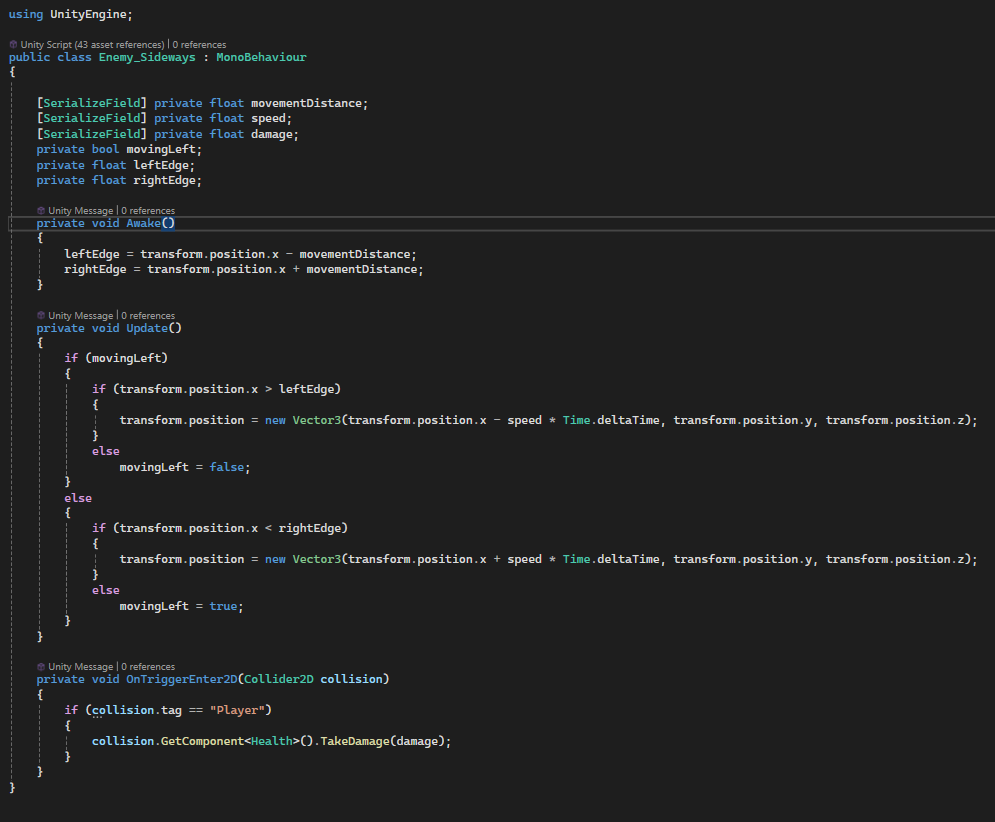 using UnityEngine;
Unity Script (43 asset references) | 0 references
public class Enemy_Sideways : MonoBehaviour
{
[SerializeField] private float movementDistance;
[SerializeField] private float speed;
[SerializeField] private float damage;
private bool movingLeft;
private float leftEdge;
private float rightEdge;
Unity Message | 0 references
private void Awake()
{
leftEdge = transform.position.x - movementDistance;
rightEdge = transform.position.x + movementDistance;
}
Unity Message | 0 references
private void Update()
{
if (movingLeft)
{
if (transform.position.x > leftEdge)
{
transform.position = new Vector3(transform.position.x - speed * Time.deltaTime, transform.position.y, transform.position.z);
}
else
movingLeft = false;
}
else
{
if (transform.position.x < rightEdge)
{
transform.position = new Vector3(transform.position.x + speed * Time.deltaTime, transform.position.y, transform.position.z);
}
else
movingLeft = true;
}
}
Unity Message | 0 references
private void OnTriggerEnter2D(Collider2D collision)
{
if (collision.tag == "Player")
{
collision.GetComponent<Health>().TakeDamage(damage);
}
}
}